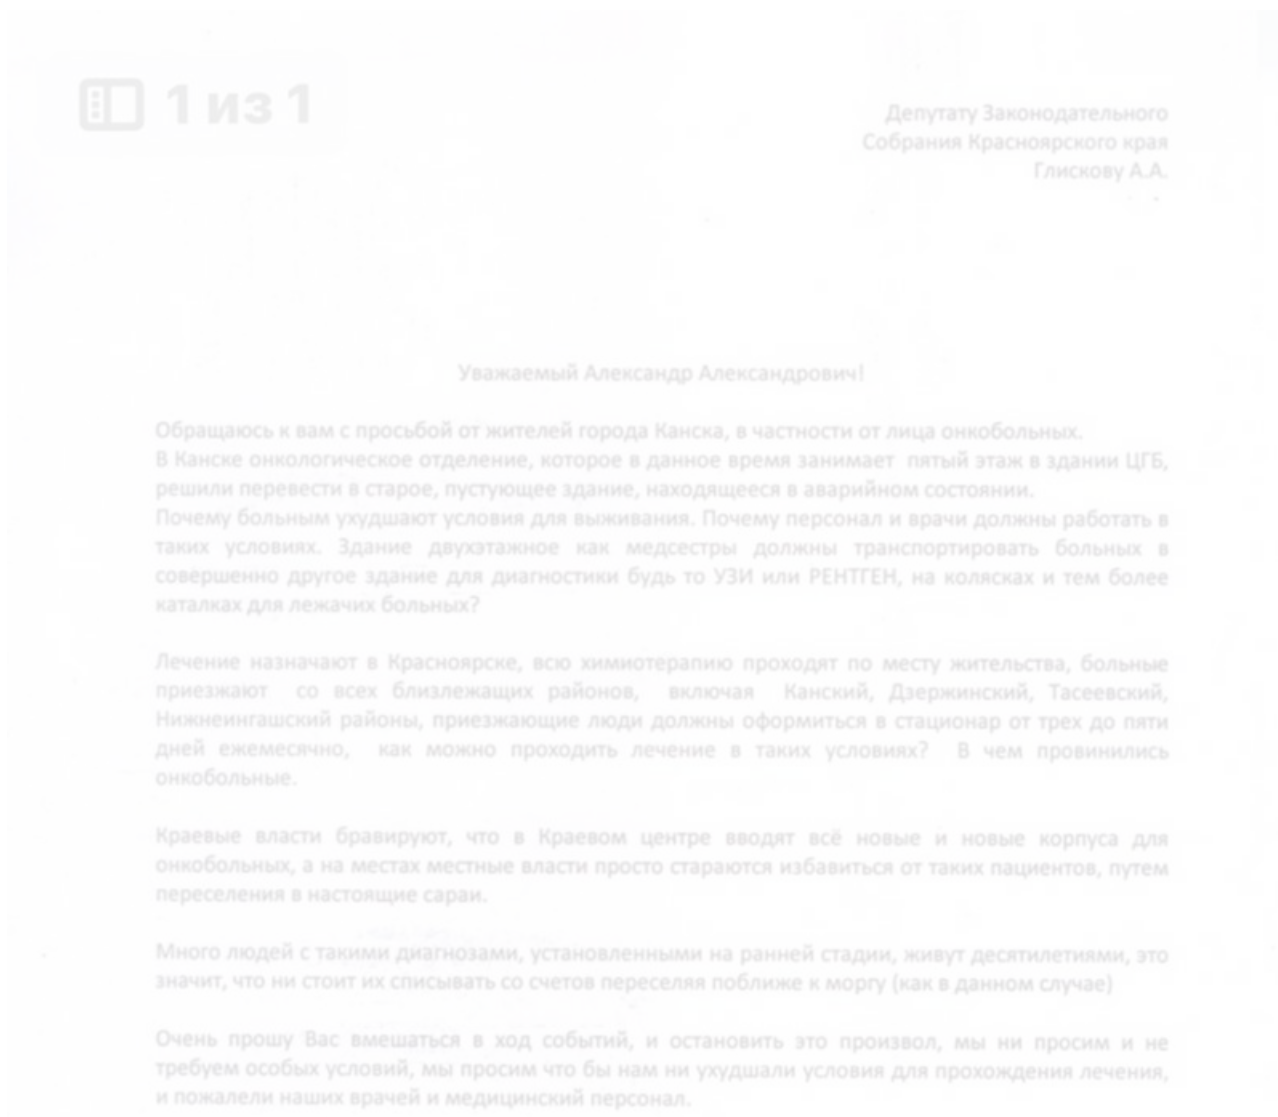 1 из 1
Депутату Законодательного
Собрания Красноярского края
Глискову А.А.
Уважаемый Александр Александрович!
Обращаюсь к вам с просьбой от жителей города Канска, в частности от лица онкобольных.
В Канске онкологическое отделение, которое в данное время занимает пятый этаж в здании ЦГБ,
решили перевести в старое, пустующее здание, находящееся в аварийном состоянии.
Почему больным ухудшают условия для выживания. Почему персонал и врачи должны работать в
таких условиях. Здание двухэтажное как медсестры должны транспортировать больных в
совершенно другое здание для диагностики будь то УЗИ или РЕНТГЕН, на колясках и тем более
каталках для лежачих больных?
Лечение назначают в Красноярске, всю химиотерапию проходят по месту жительства, больные
приезжают со всех близлежащих районов, включая Канский, Дзержинский, Тасеевский,
Нижнеингашский районы, приезжающие люди должны оформиться в стационар от трех до пяти
дней ежемесячно, как можно проходить лечение в таких условиях? В чем провинились
онкобольные.
Краевые власти бравируют, что в Краевом центре вводят всё новые и новые корпуса для
онкобольных, а на местах местные власти просто стараются избавиться от таких пациентов, путем
переселения в настоящие сараи.
Много людей с такими диагнозами, установленными на ранней стадии, живут десятилетиями, это
значит, что ни стоит их списывать со счетов переселяя поближе к моргу (как в данном случае)
Очень прошу Вас вмешаться в ход событий, и остановить это произвол, мы ни просим и не
требуем особых условий, мы просим что бы нам ни ухудшали условия для прохождения лечения,
и пожалели наших врачей и медицинский персонал.